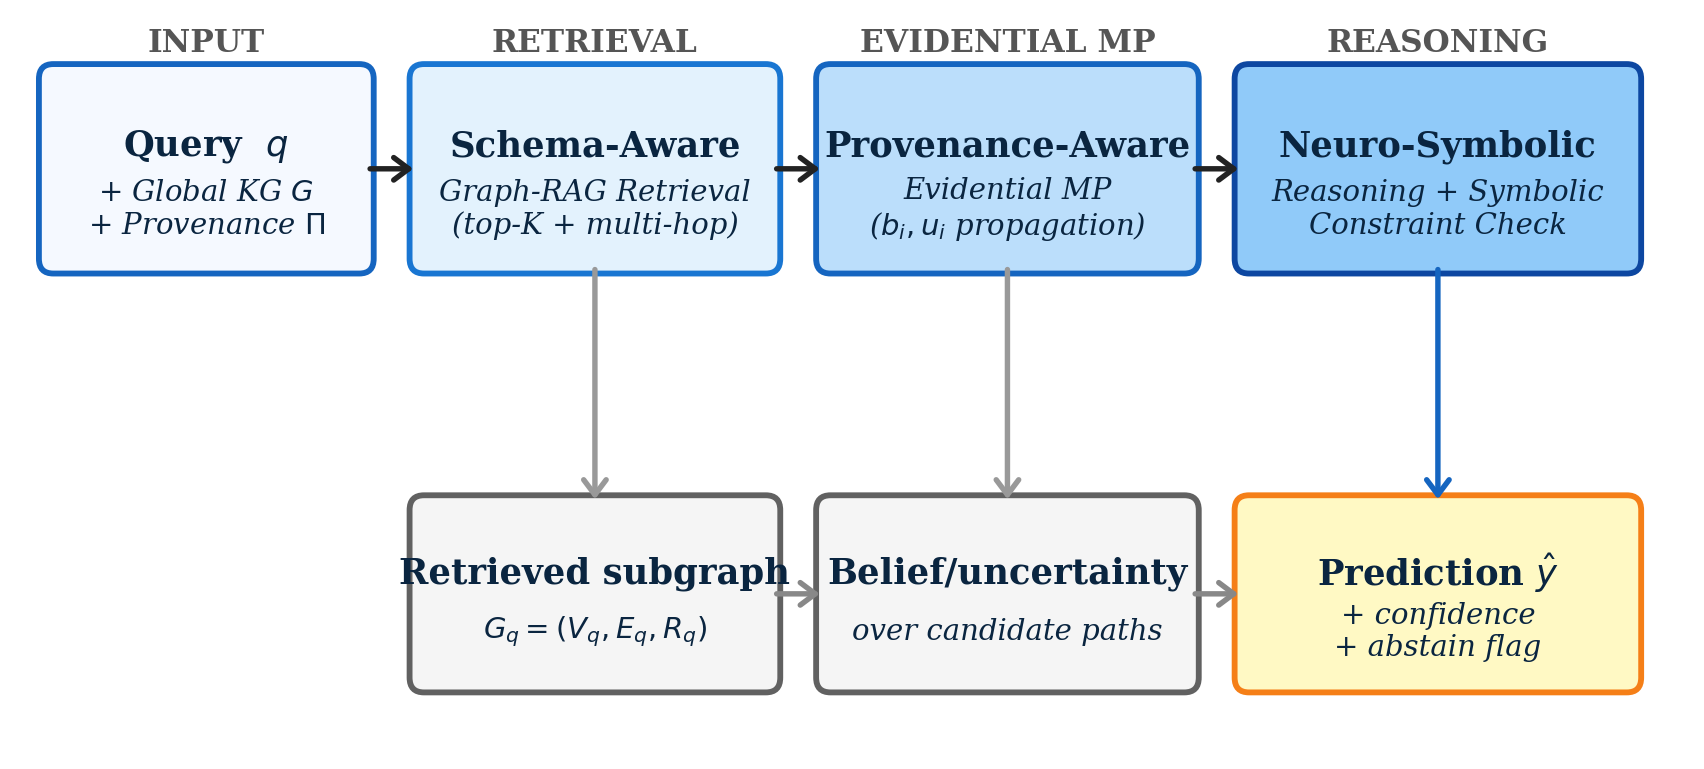 INPUT
Query q
+ Global KG G
+ Provenance Π
RETRIEVAL
Schema-Aware
Graph-RAG Retrieval
(top-K + multi-hop)
EVIDENTIAL MP
Provenance-Aware
Evidential MP
(bᵢ, uᵢ propagation)
REASONING
Neuro-Symbolic
Reasoning + Symbolic
Constraint Check
Retrieved subgraph
G_q = (V_q, E_q, R_q)
Belief/uncertainty
over candidate paths
Prediction ŷ
+ confidence
+ abstain flag